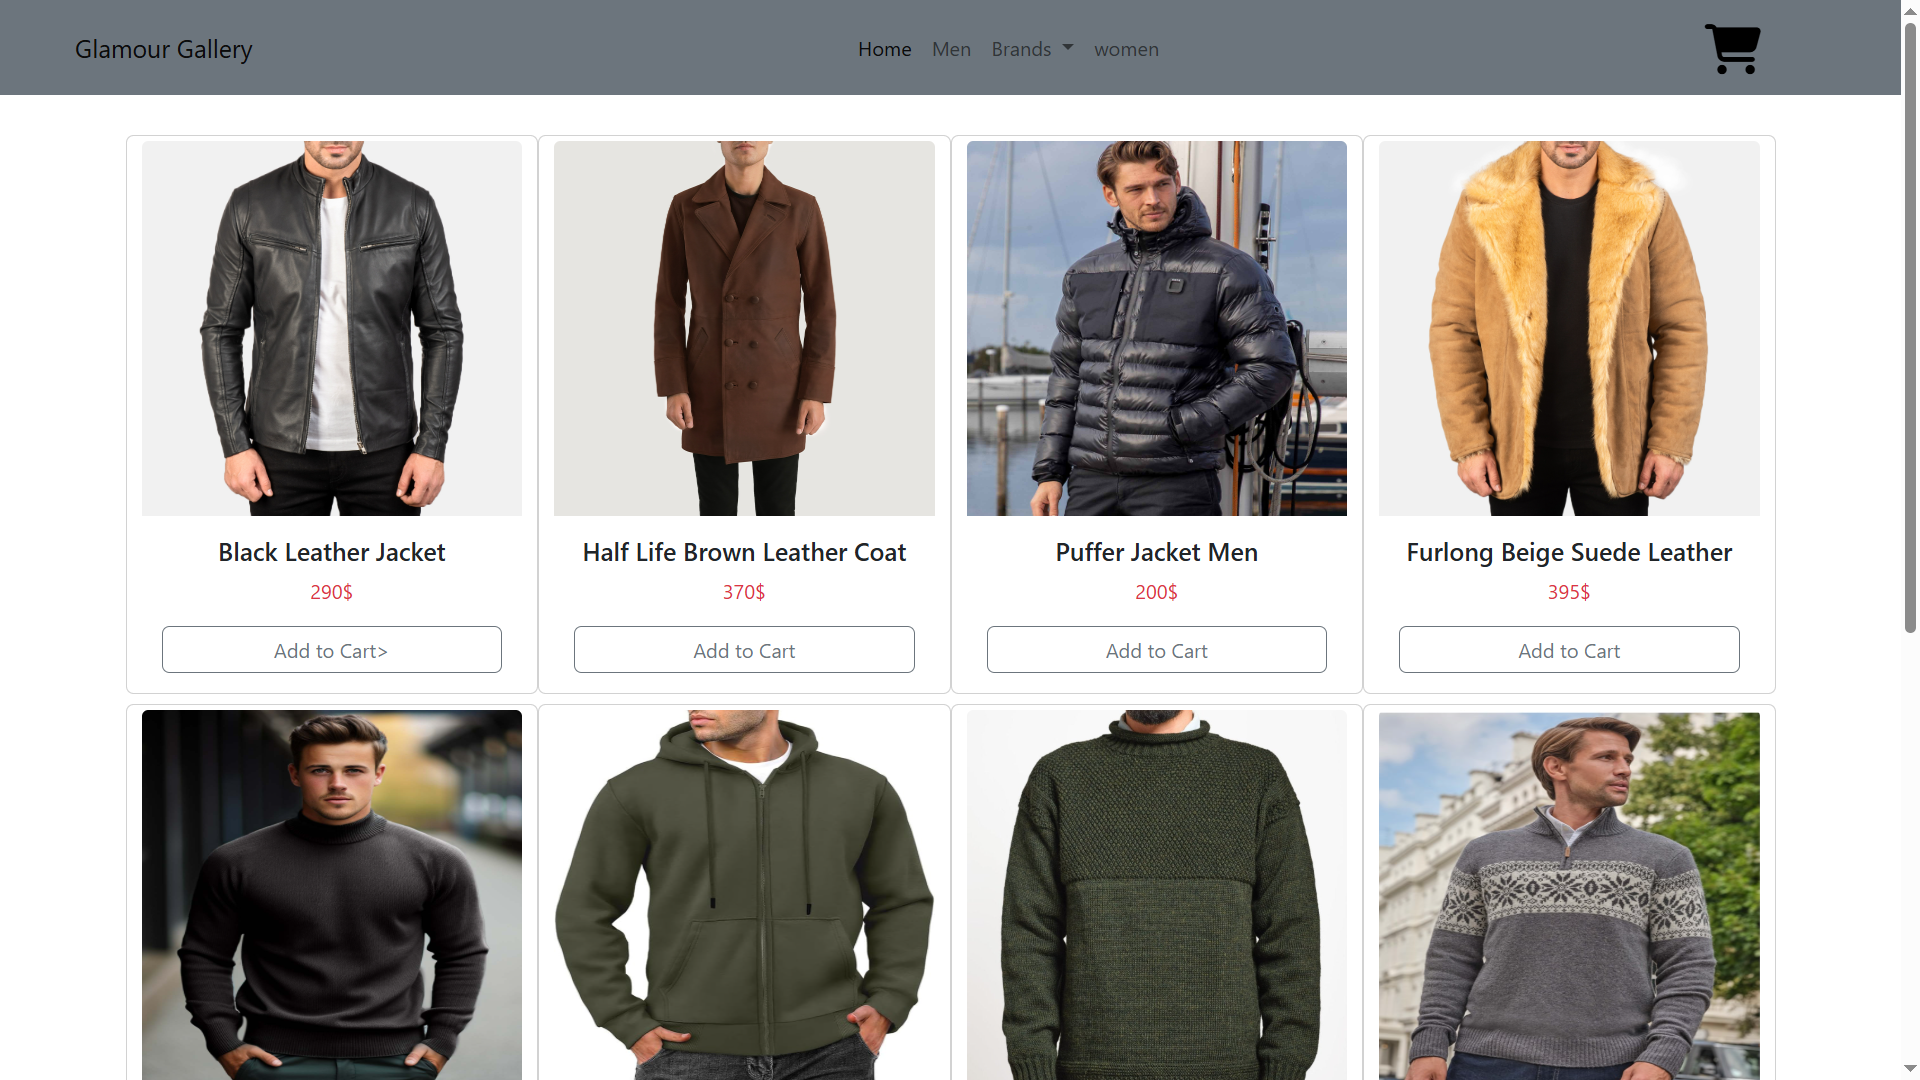 Glamour Gallery
Home Men Brands women
Black Leather Jacket
290$
Add to Cart>
Half Life Brown Leather Coat
370$
Add to Cart
Puffer Jacket Men
200$
Add to Cart
Furlong Beige Suede Leather
395$
Add to Cart